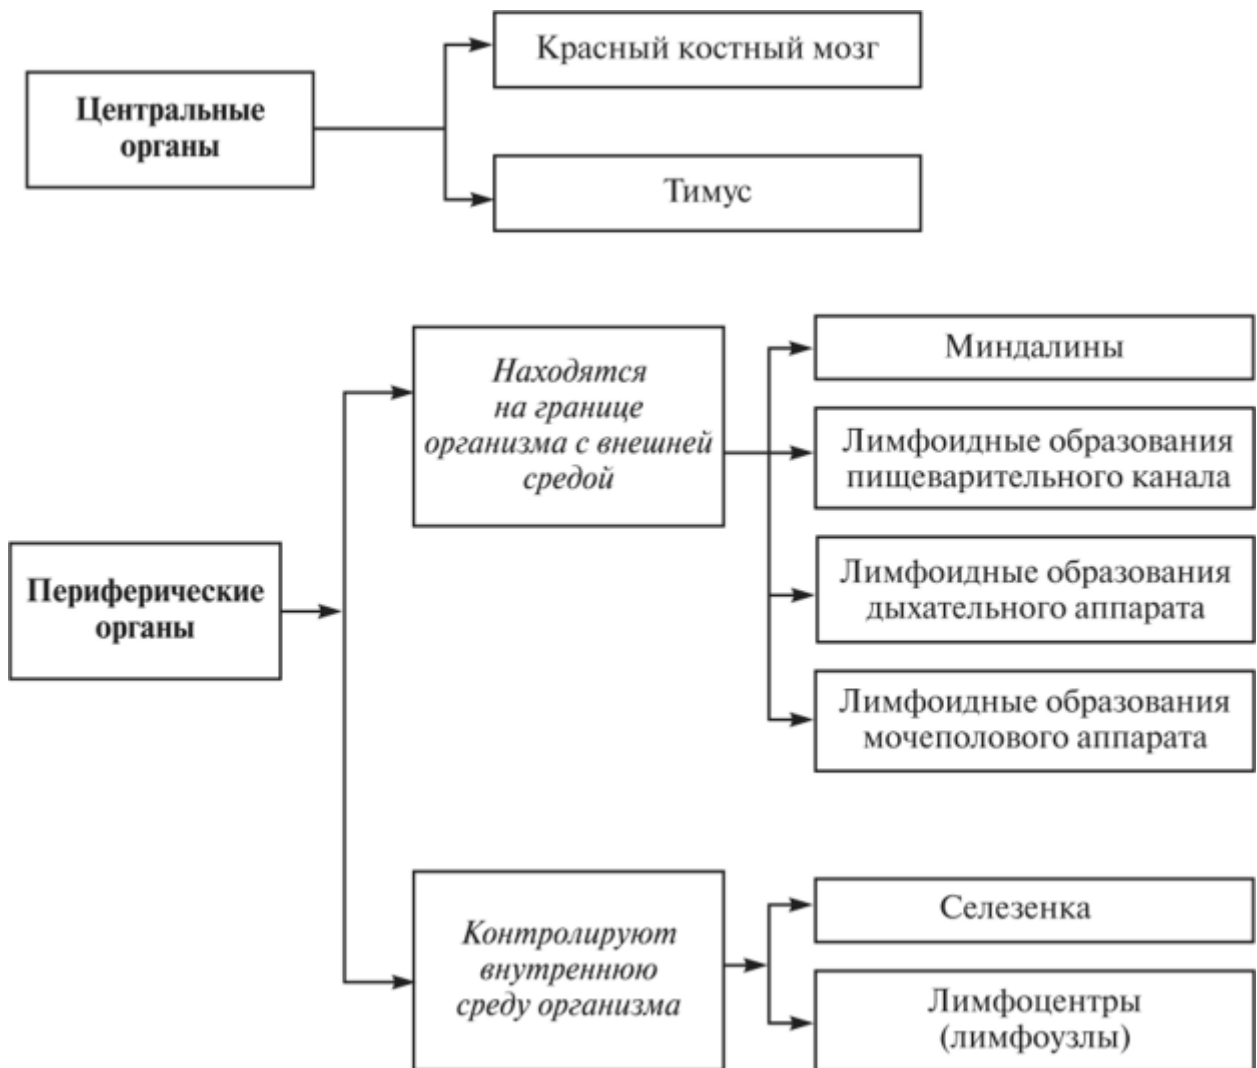 Центральные
органы
Красный костный мозг
Тимус
Периферические
органы
Находятся
на границе
организма с внешней
средой
Миндалины
Лимфоидные образования
пищеварительного канала
Лимфоидные образования
дыхательного аппарата
Лимфоидные образования
мочеполового аппарата
Контролируют
внутреннюю
среду организма
Селезенка
Лимфоцентры
(лимфоузлы)